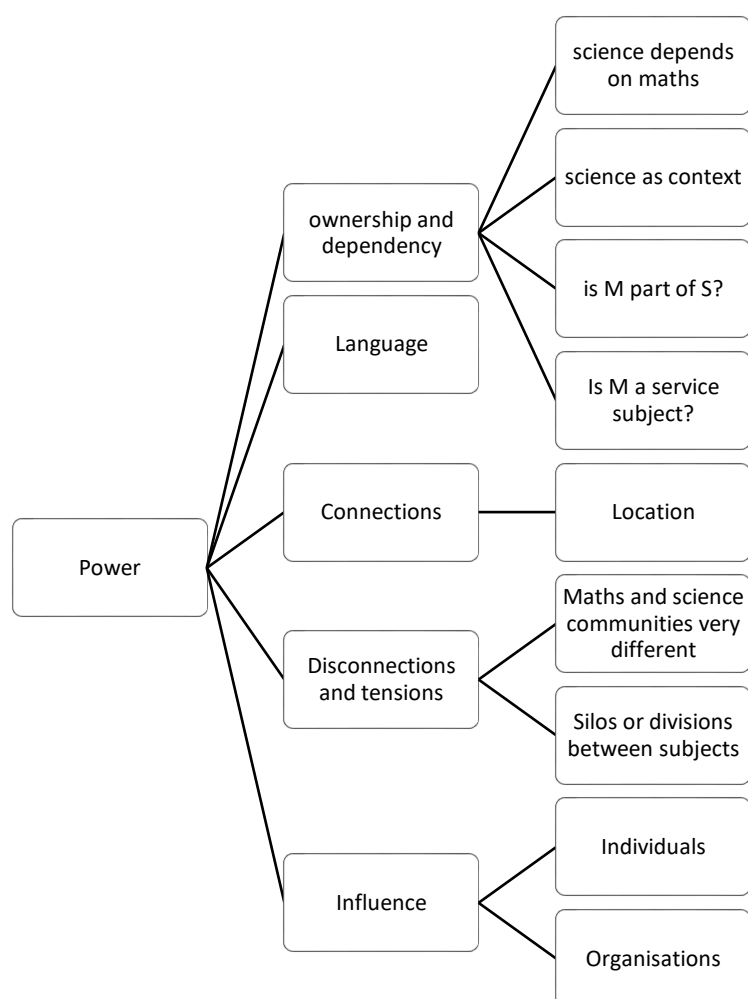 Power
ownership and
dependency
science depends
on maths
science as context
is M part of S?
Is M a service
subject?
Language
Connections
Location
Disconnections
and tensions
Maths and science
communities very
different
Silos or divisions
between subjects
Influence
Individuals
Organisations